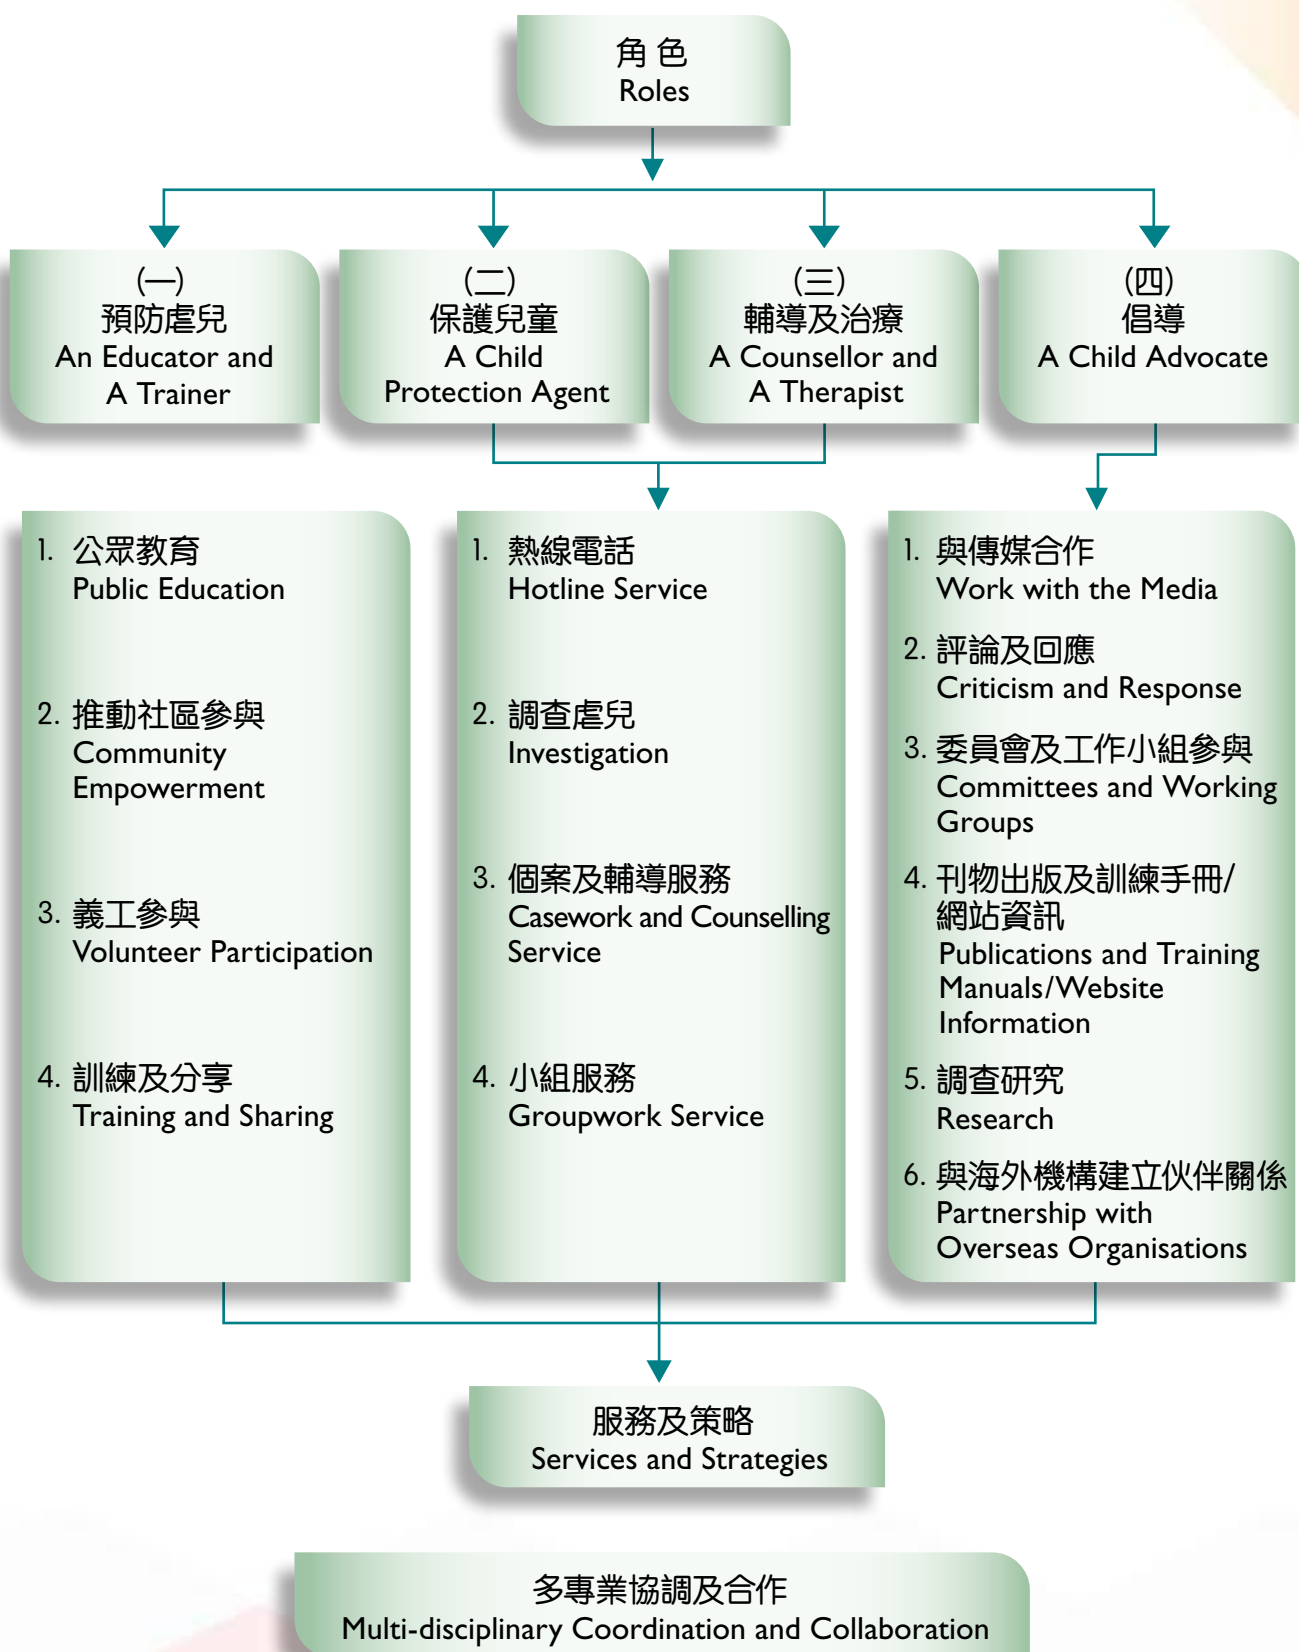 角色
Roles
(一)
預防虐兒
An Educator and
A Trainer
(二)
保護兒童
A Child
Protection Agent
(三)
輔導及治療
A Counsellor and
A Therapist
(四)
倡導
A Child Advocate
1. 公眾教育
Public Education
2. 推動社區參與
Community
Empowerment
3. 義工參與
Volunteer Participation
4. 訓練及分享
Training and Sharing
1. 熱線電話
Hotline Service
2. 調查虐兒
Investigation
3. 個案及輔導服務
Casework and Counselling
Service
4. 小組服務
Groupwork Service
1. 與傳媒合作
Work with the Media
2. 評論及回應
Criticism and Response
3. 委員會及工作小組參與
Committees and Working
Groups
4. 刊物出版及訓練手冊/
網站資訊
Publications and Training
Manuals/Website
Information
5. 調查研究
Research
6. 與海外機構建立伙伴關係
Partnership with
Overseas Organisations
服務及策略
Services and Strategies
多專業協調及合作
Multi-disciplinary Coordination and Collaboration